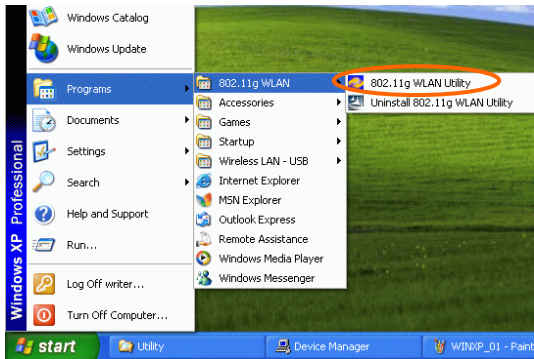 Windows Catalog
Windows Update
Programs
Documents
Settings
Search
Help and Support
Run...
Log Off writer...
Turn Off Computer...
Windows XP Professional
802.11g WLAN
Accessories
Games
Startup
Wireless LAN - USB
Internet Explorer
MSN Explorer
Outlook Express
Remote Assistance
Windows Media Player
Windows Messenger
802.11g WLAN Utility
Uninstall 802.11g WLAN Utility
start
Utility
Device Manager
WINXP_01 - Paint